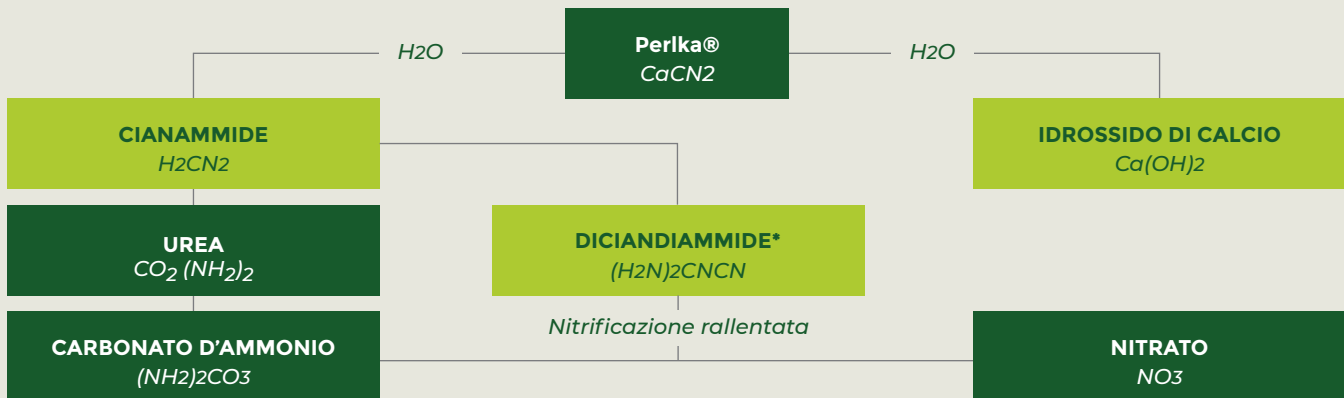 Perlka®
CaCN2
H2O
H2O
CIANAMMIDE
H2CN2
IDROSSIDO DI CALCIO
Ca(OH)2
UREA
CO2 (NH2)2
DICIANDIAMMIDE*
(H2N)2CNCN
Nitrificazione rallentata
CARBONATO D’AMMONIO
(NH2)2CO3
NITRATO
NO3